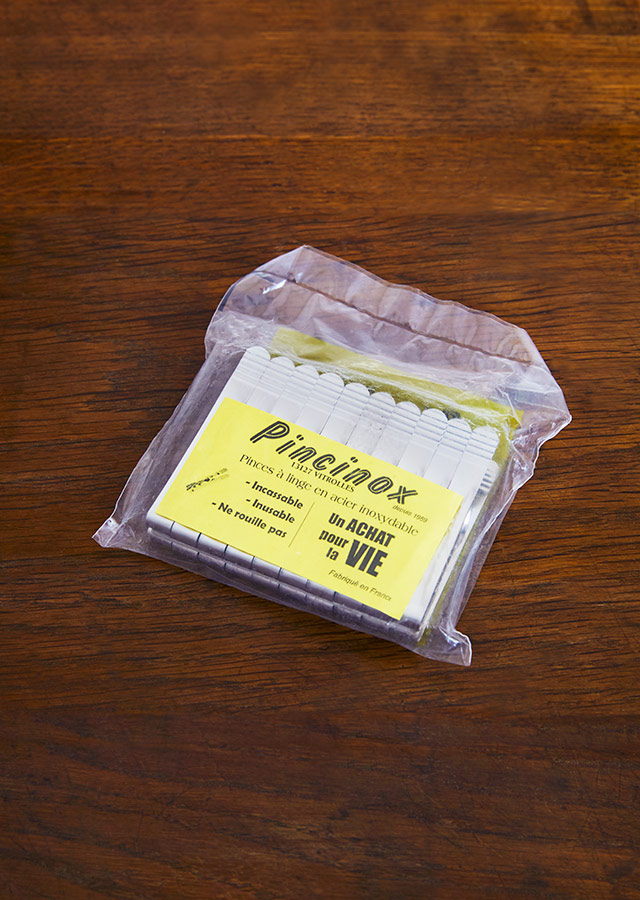 Pincinox
13127 VITROLLES
depuis 1959
Pinces à linge en acier inoxydable
- Incassable
- Inusable
- Ne rouille pas
Un ACHAT
pour
la VIE
Fabriqué en France